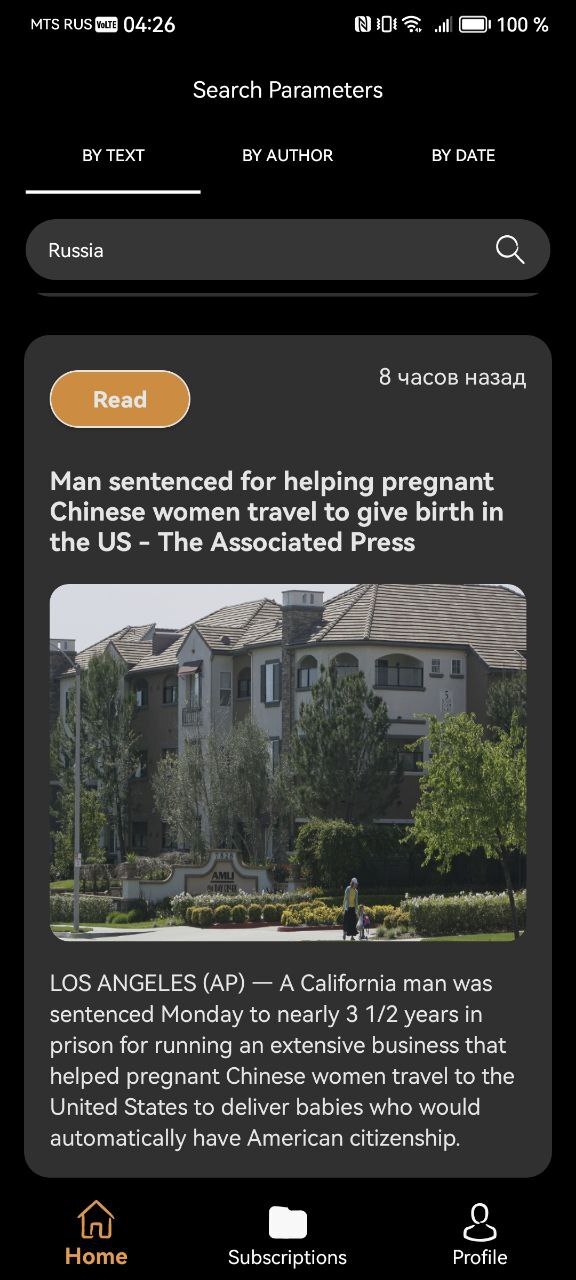 MTS RUS VoLTE 04:26 100 %
Search Parameters
BY TEXT BY AUTHOR BY DATE
Russia
Read
8 часов назад
Man sentenced for helping pregnant
Chinese women travel to give birth in
the US - The Associated Press
AMLI
LOS ANGELES (AP) — A California man was
sentenced Monday to nearly 3 1/2 years in
prison for running an extensive business that
helped pregnant Chinese women travel to the
United States to deliver babies who would
automatically have American citizenship.
Home Subscriptions Profile